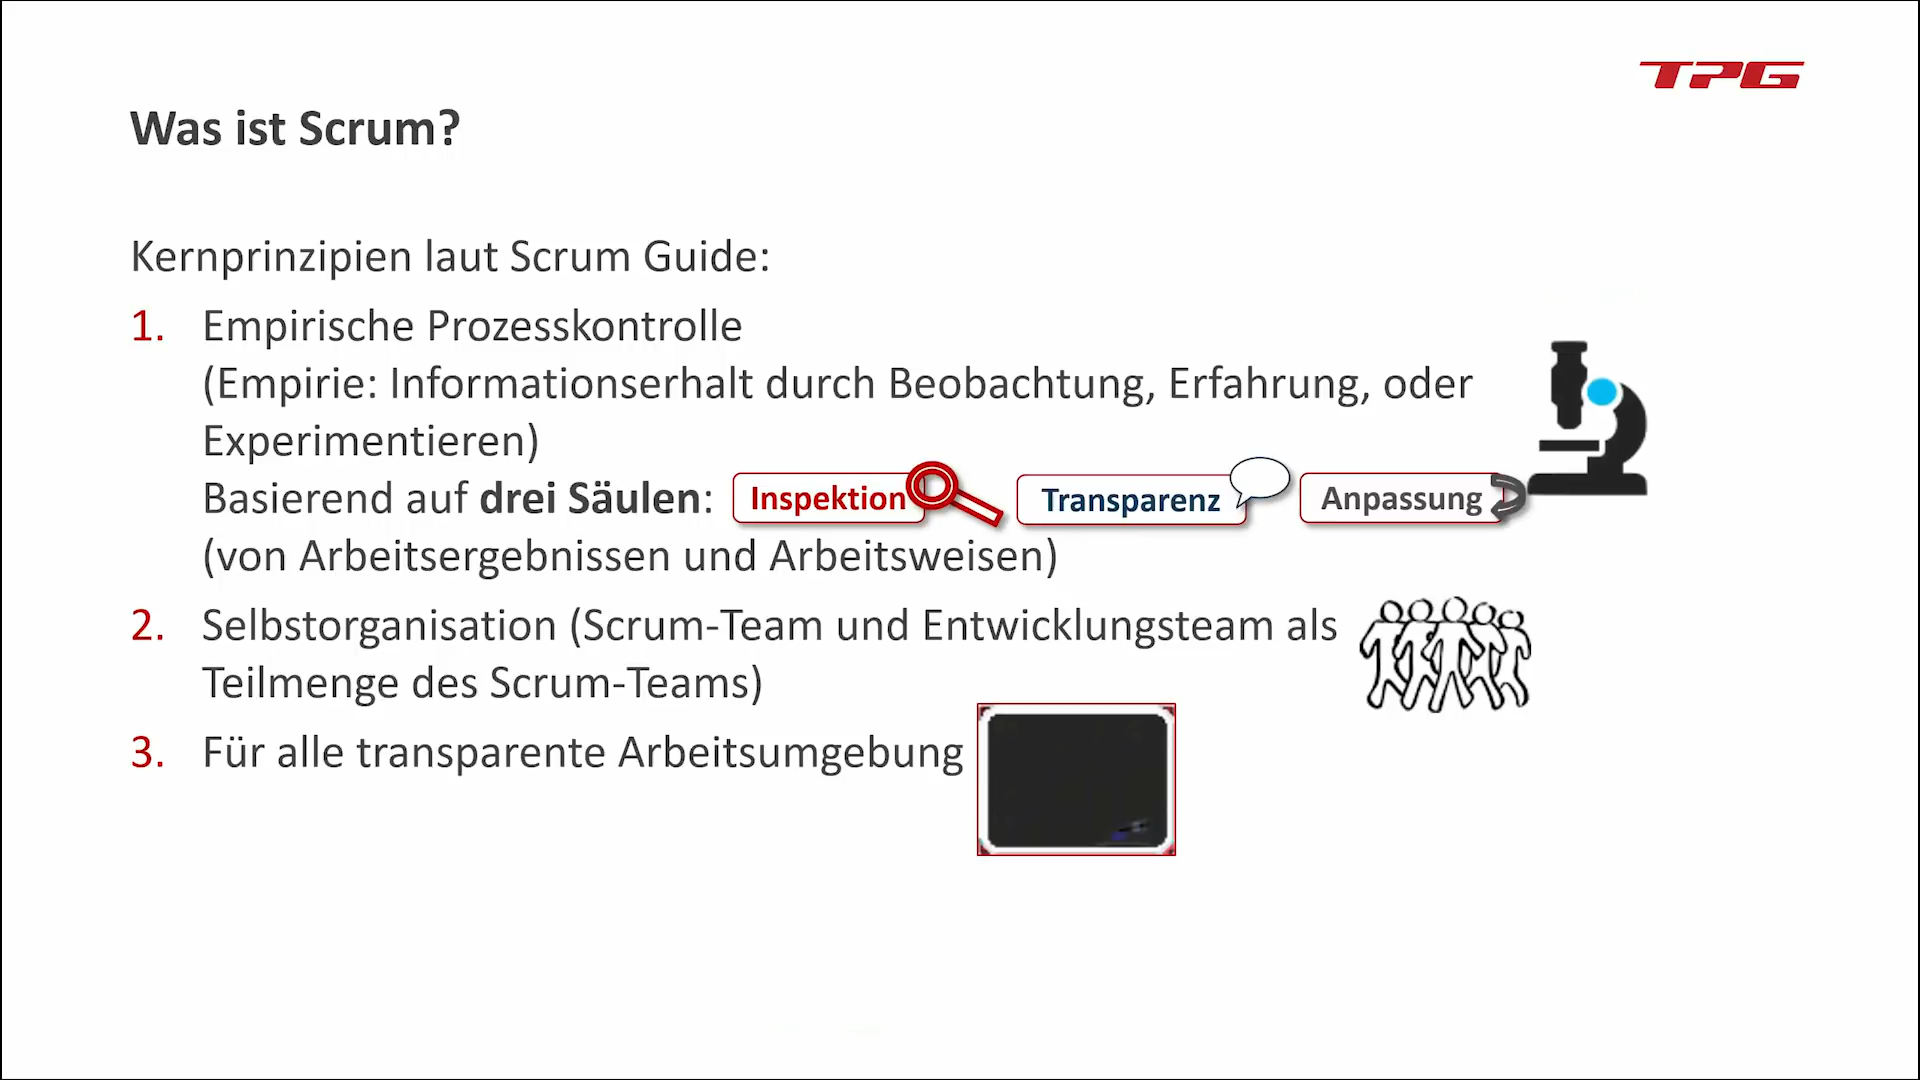 TPG
Was ist Scrum?
Kernprinzipien laut Scrum Guide:
1. Empirische Prozesskontrolle
(Empirie: Informationserhalt durch Beobachtung, Erfahrung, oder
Experimentieren)
Basierend auf drei Säulen: Inspektion Transparenz Anpassung
(von Arbeitsergebnissen und Arbeitsweisen)
2. Selbstorganisation (Scrum-Team und Entwicklungsteam als
Teilmenge des Scrum-Teams)
3. Für alle transparente Arbeitsumgebung